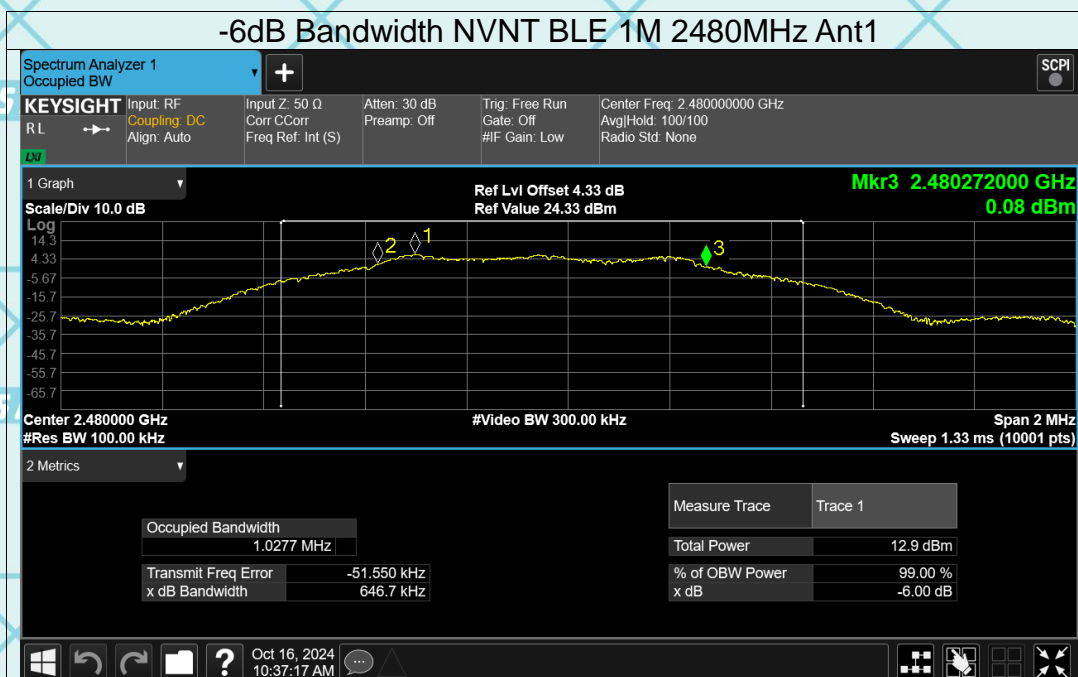 -6dB Bandwidth NVNT BLE 1M 2480MHz Ant1
Spectrum Analyzer 1
Occupied BW
+
SCPI
KEYSIGHT
RL
LXI
Input: RF
Coupling: DC
Align: Auto
Input Z: 50 Ω
Corr CCorr
Freq Ref: Int (S)
Atten: 30 dB
Preamp: Off
Trig: Free Run
Gate: Off
#IF Gain: Low
Center Freq: 2.480000000 GHz
Avg|Hold: 100/100
Radio Std: None
1 Graph
Scale/Div 10.0 dB
Ref Lvl Offset 4.33 dB
Ref Value 24.33 dBm
Mkr3 2.480272000 GHz
0.08 dBm
Log
14.3
4.33
-5.67
-15.7
-25.7
-35.7
-45.7
-55.7
-65.7
2
1
3
Center 2.480000 GHz
#Res BW 100.00 kHz
#Video BW 300.00 kHz
Span 2 MHz
Sweep 1.33 ms (10001 pts)
2 Metrics
Occupied Bandwidth
1.0277 MHz
Transmit Freq Error -51.550 kHz
x dB Bandwidth 646.7 kHz
Measure Trace Trace 1
Total Power 12.9 dBm
% of OBW Power 99.00 %
x dB -6.00 dB
?
Oct 16, 2024
10:37:17 AM